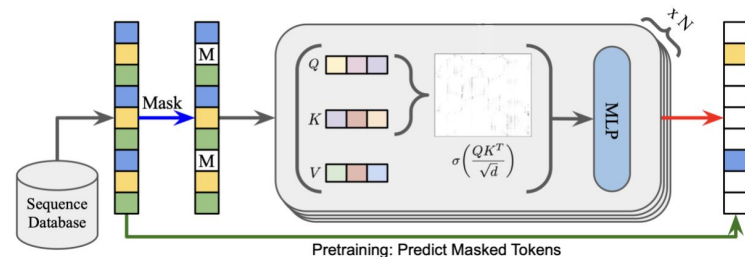 x N
M
Q
Mask
K
MLP
M
V
σ(QK^T/√d)
Sequence
Database
Pretraining: Predict Masked Tokens